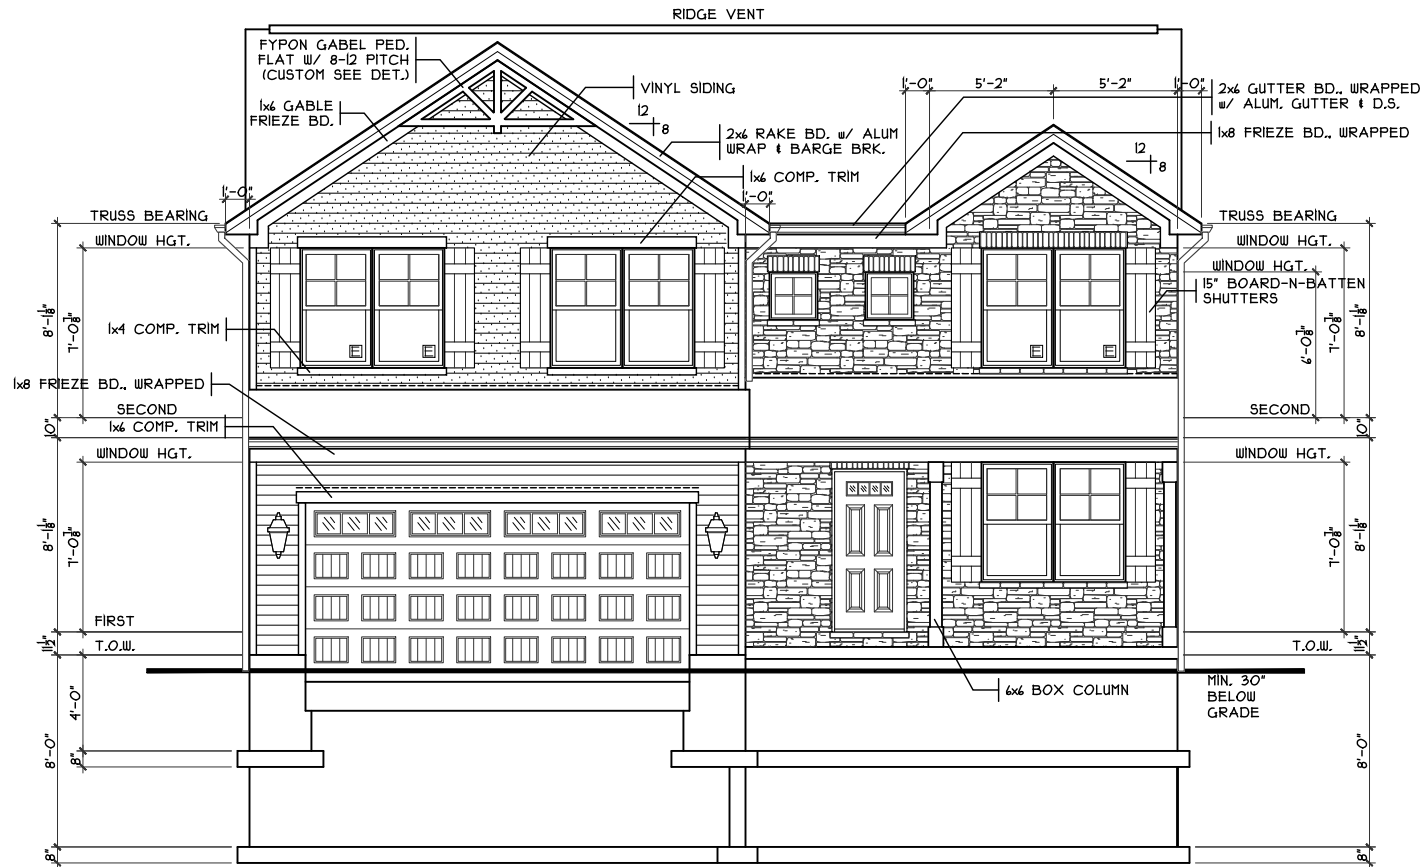 RIDGE VENT
FYPON GABEL PED.
FLAT W/ 8-12 PITCH
(CUSTOM SEE DET.)
1x6 GABLE
FRIEZE BD.
VINYL SIDING
12
8
2x6 RAKE BD. w/ ALUM
WRAP & BARGE BRK.
1x6 COMP. TRIM
1'-0"
5'-2"
5'-2"
1'-0"
2x6 GUTTER BD., WRAPPED
w/ ALUM. GUTTER & D.S.
1x8 FRIEZE BD., WRAPPED
12
8
1'-0"
1'-0"
TRUSS BEARING
WINDOW HGT.
TRUSS BEARING
WINDOW HGT.
WINDOW HGT.
15" BOARD-N-BATTEN
SHUTTERS
8'-1 1/8"
7'-0 7/8"
6'-0 7/8"
7'-0 7/8"
8'-1 1/8"
1x4 COMP. TRIM
E
E
E
E
1x8 FRIEZE BD., WRAPPED
SECOND
SECOND
10"
10"
1x6 COMP. TRIM
WINDOW HGT.
WINDOW HGT.
8'-1 1/8"
7'-0 7/8"
7'-0 7/8"
8'-1 1/8"
FIRST
T.O.W.
T.O.W.
11 1/2"
11 1/2"
6x6 BOX COLUMN
MIN. 30"
BELOW
GRADE
4'-0"
8'-0"
8"
8'-0"
8"
8"